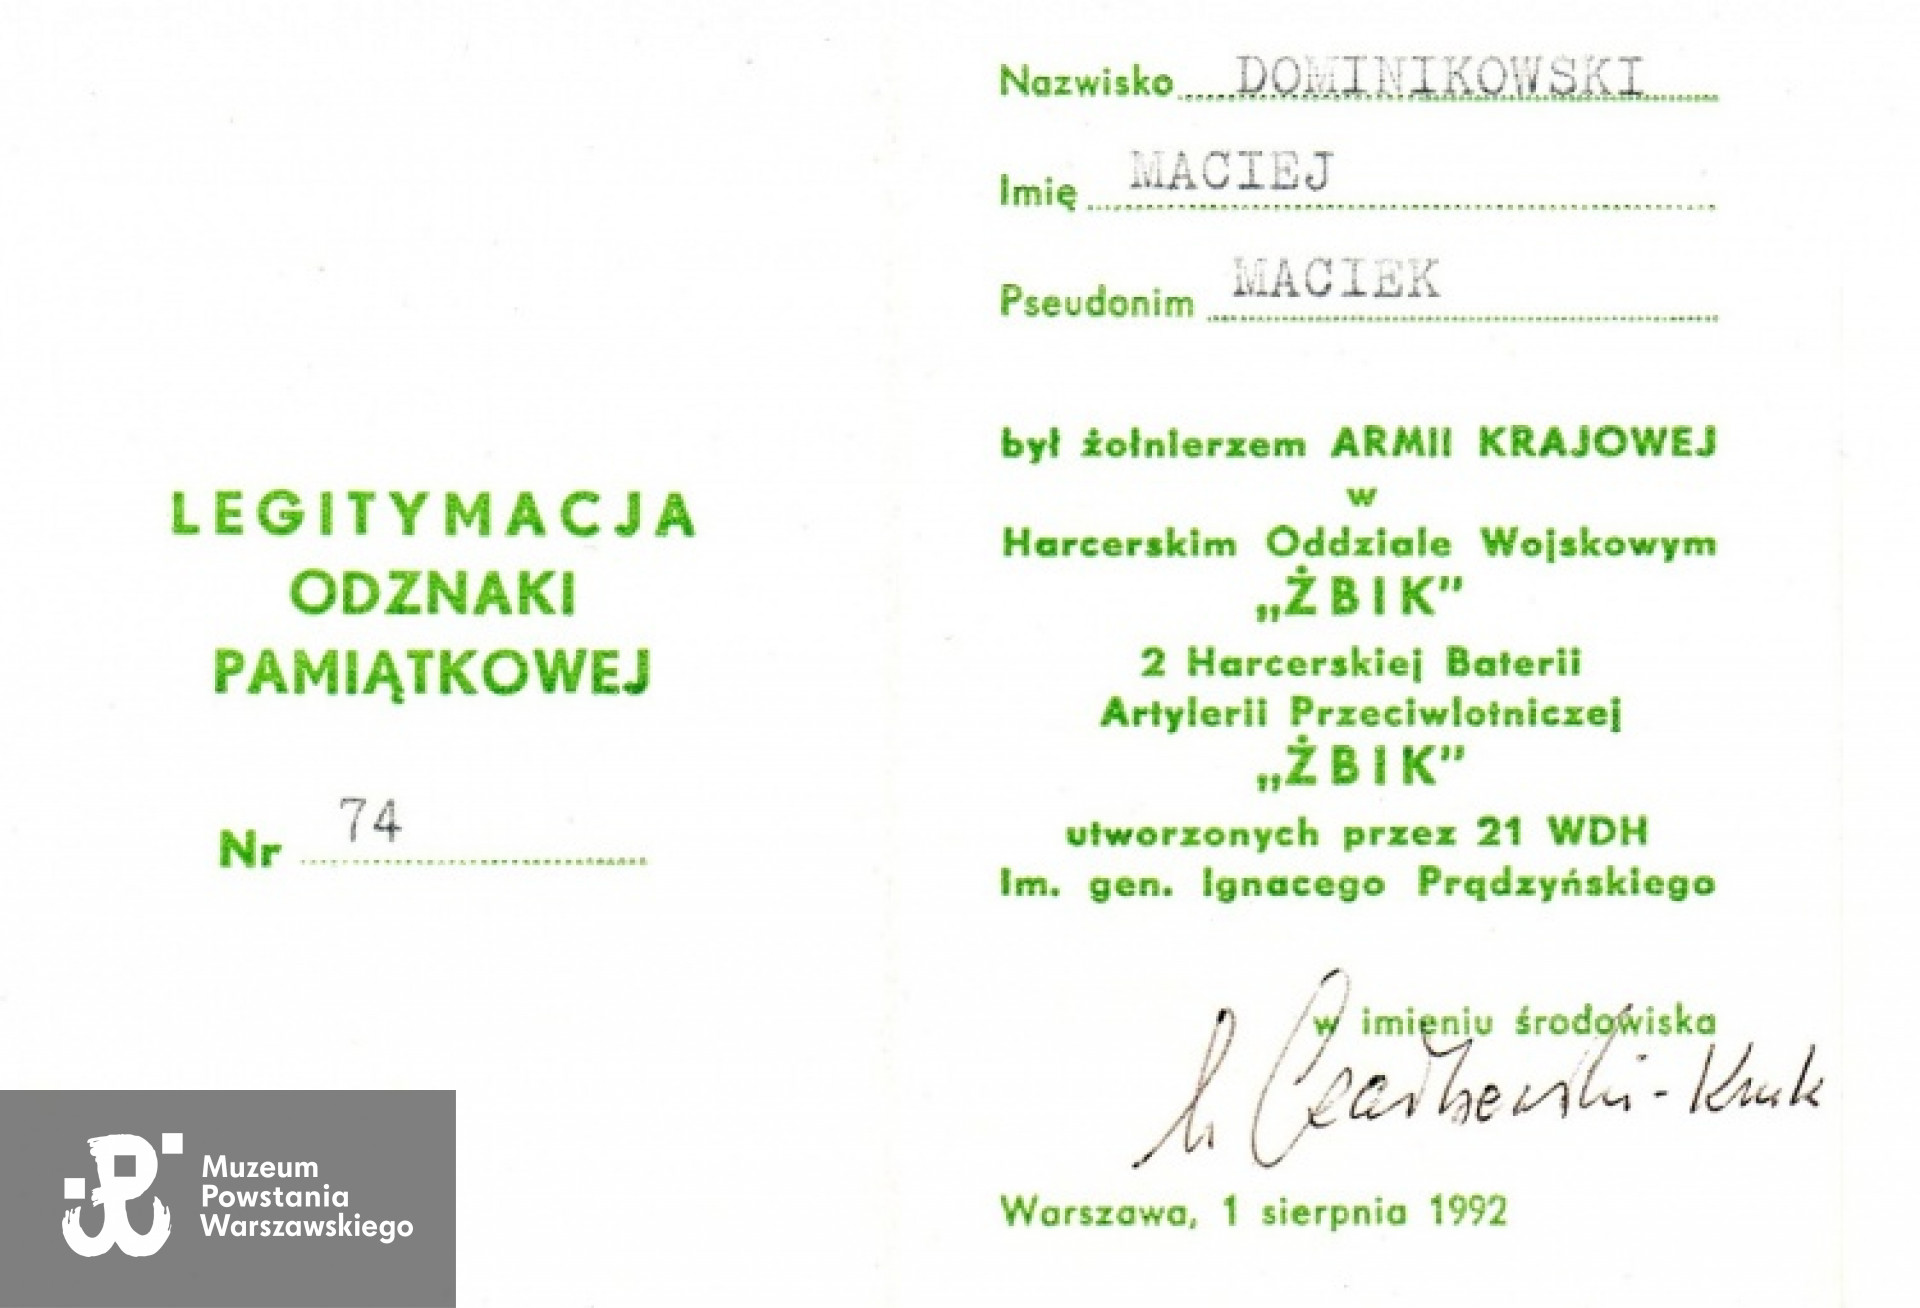 LEGITYMACJA
ODZNAKI
PAMIĄTKOWEJ
Nr 74
Nazwisko DOMINIKOWSKI
Imię MACIEJ
Pseudonim MACIEK
był żołnierzem ARMII KRAJOWEJ
w
Harcerskim Oddziale Wojskowym
„ŻBIK”
2 Harcerskiej Baterii
Artylerii Przeciwlotniczej
„ŻBIK”
utworzonych przez 21 WDH
Im. gen. Ignacego Prądzyńskiego
w imieniu środowiska
-Kruk
Warszawa, 1 sierpnia 1992
Muzeum
Powstania
Warszawskiego